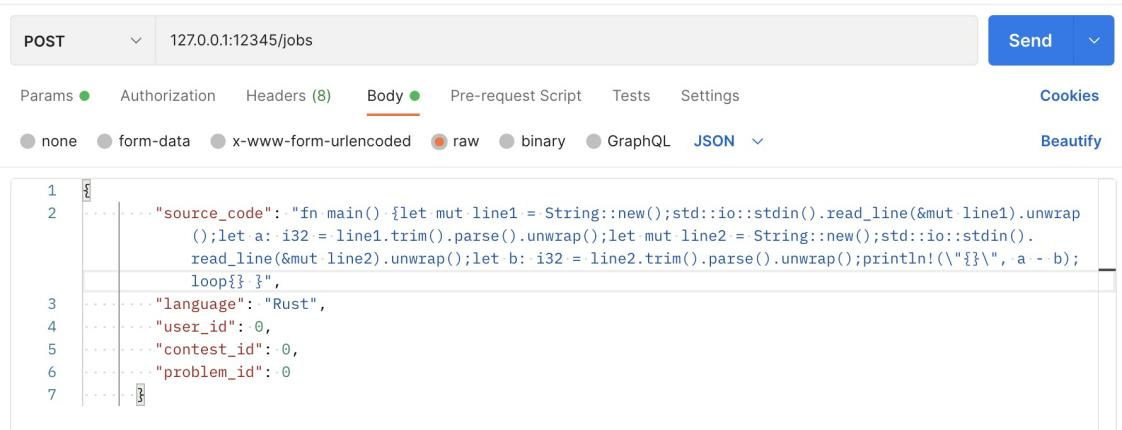 POST 127.0.0.1:12345/jobs Send
Params Authorization Headers (8) Body Pre-request Script Tests Settings Cookies
none form-data x-www-form-urlencoded raw binary GraphQL JSON Beautify
1 {
2 "source_code": "fn main() {let mut line1 = String::new();std::io::stdin().read_line(&mut line1).unwrap
();let a: i32 = line1.trim().parse().unwrap();let mut line2 = String::new();std::io::stdin().
read_line(&mut line2).unwrap();let b: i32 = line2.trim().parse().unwrap();println!(\"{}\", a - b);
loop{} }",
3 "language": "Rust",
4 "user_id": 0,
5 "contest_id": 0,
6 "problem_id": 0
7 }